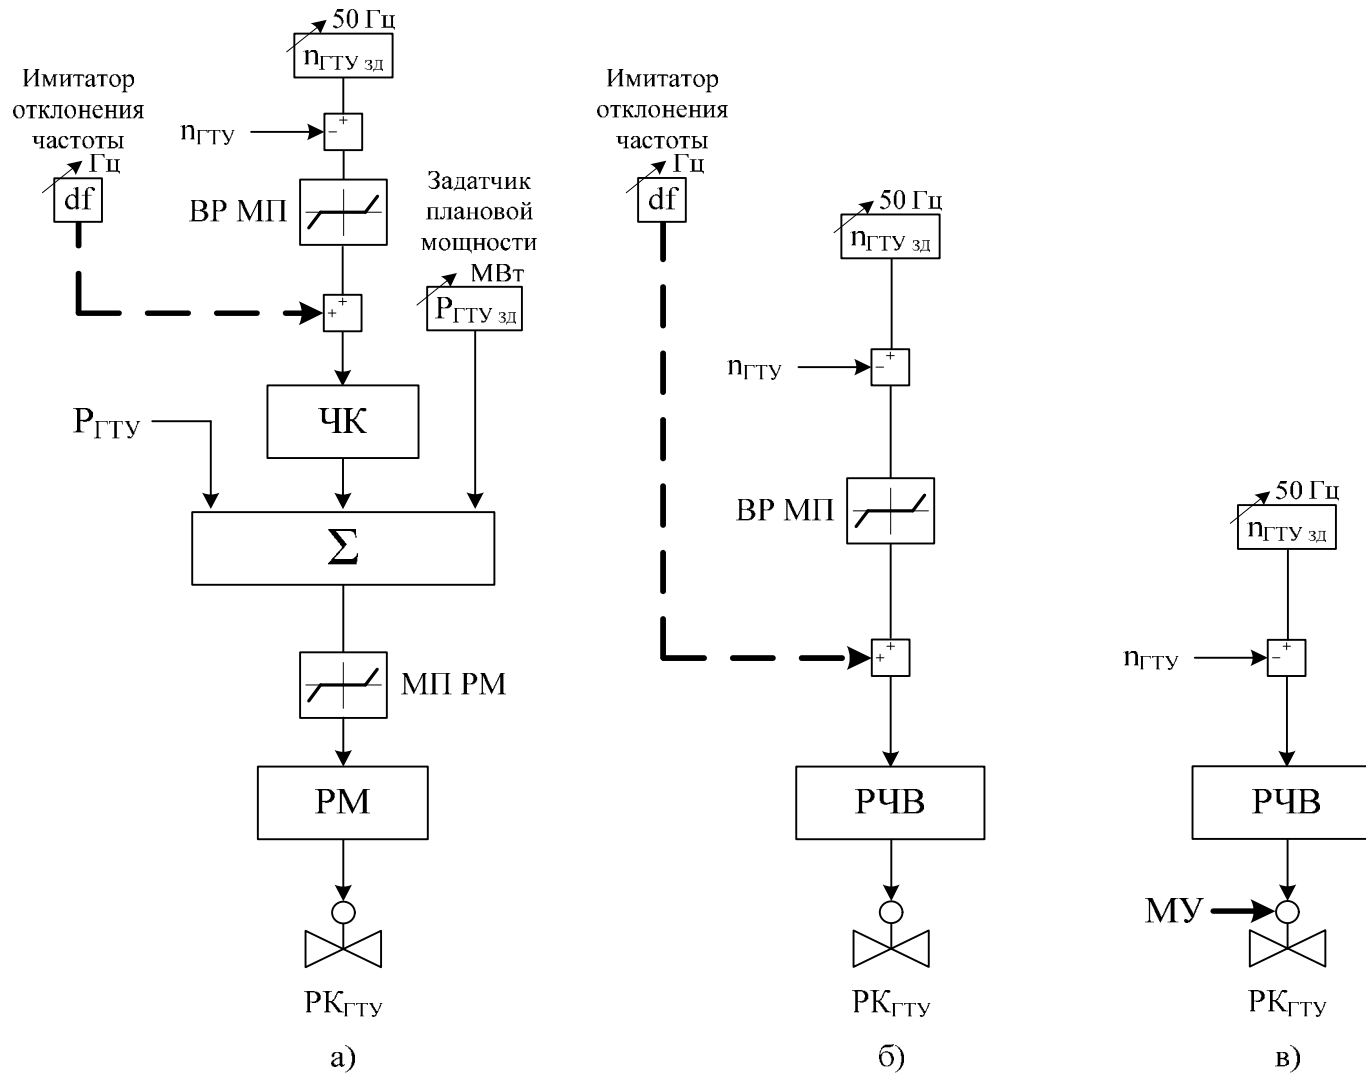 50 Гц
nГТУ зд
Имитатор
отклонения
частоты
Гц
df
nГТУ
+
−
ВР МП
Задатчик
плановой
мощности
МВт
PГТУ зд
+
+
ЧК
PГТУ
Σ
МП РМ
РМ
РКГТУ
а)
Имитатор
отклонения
частоты
Гц
df
50 Гц
nГТУ зд
nГТУ
+
−
ВР МП
+
+
РЧВ
РКГТУ
б)
50 Гц
nГТУ зд
nГТУ
+
−
РЧВ
МУ
РКГТУ
в)